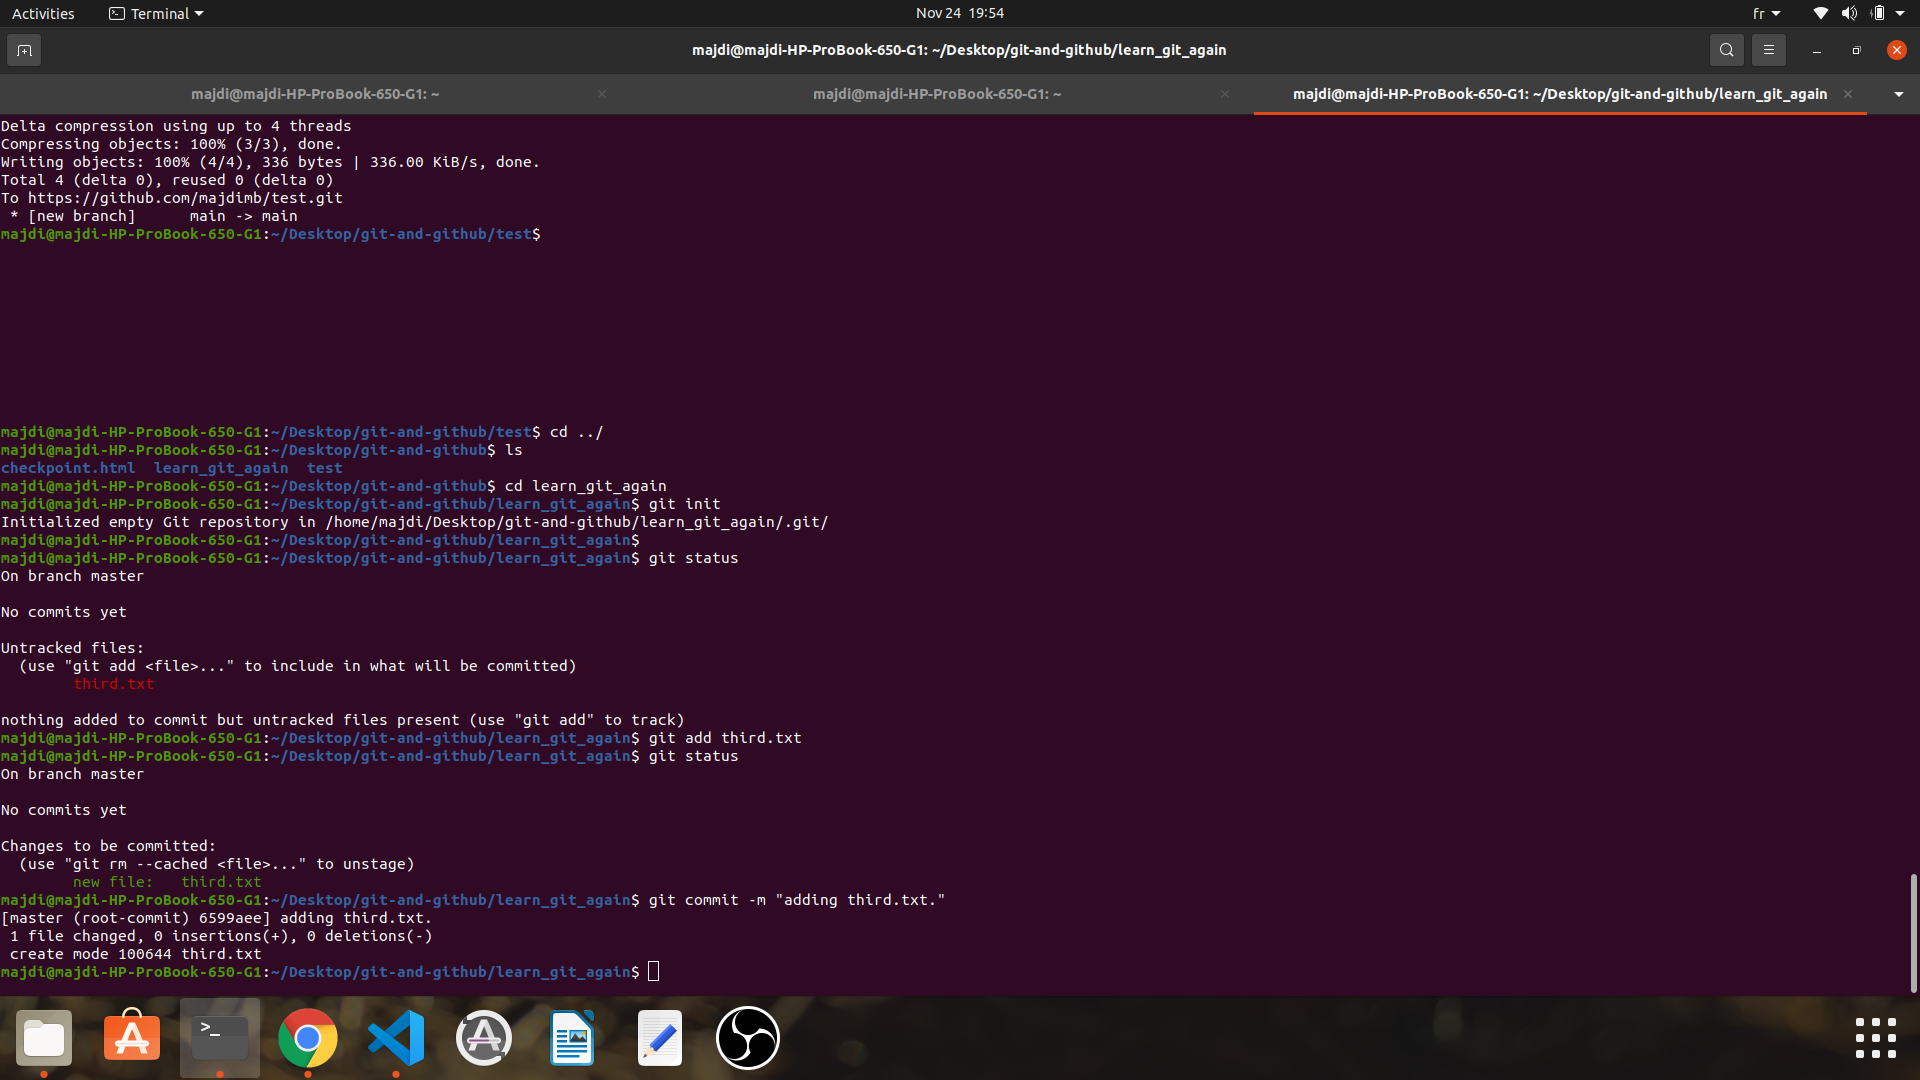 Activities Terminal Nov 24 19:54 fr
majdi@majdi-HP-ProBook-650-G1: ~/Desktop/git-and-github/learn_git_again
majdi@majdi-HP-ProBook-650-G1: ~ majdi@majdi-HP-ProBook-650-G1: ~ majdi@majdi-HP-ProBook-650-G1: ~/Desktop/git-and-github/learn_git_again
Delta compression using up to 4 threads
Compressing objects: 100% (3/3), done.
Writing objects: 100% (4/4), 336 bytes | 336.00 KiB/s, done.
Total 4 (delta 0), reused 0 (delta 0)
To https://github.com/majdimb/test.git
 * [new branch]      main -> main
majdi@majdi-HP-ProBook-650-G1:~/Desktop/git-and-github/test$
majdi@majdi-HP-ProBook-650-G1:~/Desktop/git-and-github/test$ cd ../
majdi@majdi-HP-ProBook-650-G1:~/Desktop/git-and-github$ ls
checkpoint.html  learn_git_again  test
majdi@majdi-HP-ProBook-650-G1:~/Desktop/git-and-github$ cd learn_git_again
majdi@majdi-HP-ProBook-650-G1:~/Desktop/git-and-github/learn_git_again$ git init
Initialized empty Git repository in /home/majdi/Desktop/git-and-github/learn_git_again/.git/
majdi@majdi-HP-ProBook-650-G1:~/Desktop/git-and-github/learn_git_again$
majdi@majdi-HP-ProBook-650-G1:~/Desktop/git-and-github/learn_git_again$ git status
On branch master
No commits yet
Untracked files:
  (use "git add <file>..." to include in what will be committed)
        third.txt
nothing added to commit but untracked files present (use "git add" to track)
majdi@majdi-HP-ProBook-650-G1:~/Desktop/git-and-github/learn_git_again$ git add third.txt
majdi@majdi-HP-ProBook-650-G1:~/Desktop/git-and-github/learn_git_again$ git status
On branch master
No commits yet
Changes to be committed:
  (use "git rm --cached <file>..." to unstage)
        new file:   third.txt
majdi@majdi-HP-ProBook-650-G1:~/Desktop/git-and-github/learn_git_again$ git commit -m "adding third.txt."
[master (root-commit) 6599aee] adding third.txt.
 1 file changed, 0 insertions(+), 0 deletions(-)
 create mode 100644 third.txt
majdi@majdi-HP-ProBook-650-G1:~/Desktop/git-and-github/learn_git_again$